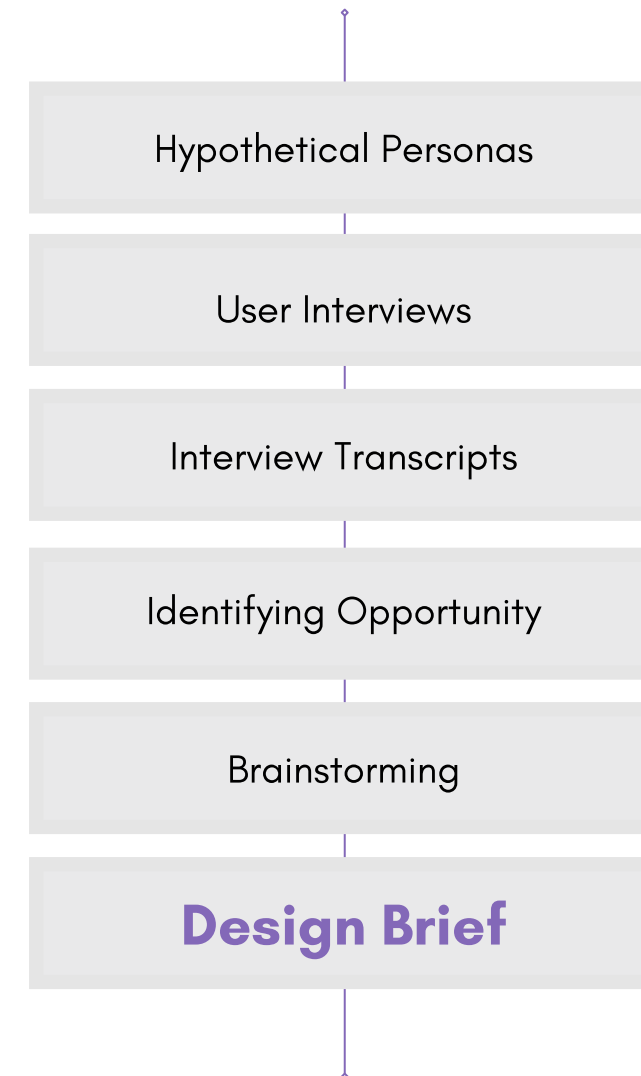 Hypothetical Personas
User Interviews
Interview Transcripts
Identifying Opportunity
Brainstorming
Design Brief